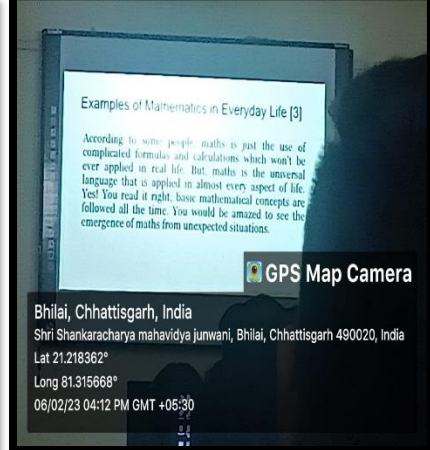 Examples of Mathematics in Everyday Life [3]
According to some people, maths is just the use of
complicated formulas and calculations which won't be
ever applied in real life. But, maths is the universal
language that is applied in almost every aspect of life.
Yes! You read it right, basic mathematical concepts are
followed all the time. You would be amazed to see the
emergence of maths from unexpected situations.
GPS Map Camera
Bhilai, Chhattisgarh, India
Shri Shankaracharya mahavidya junwani, Bhilai, Chhattisgarh 490020, India
Lat 21.218362°
Long 81.315668°
06/02/23 04:12 PM GMT +05:30